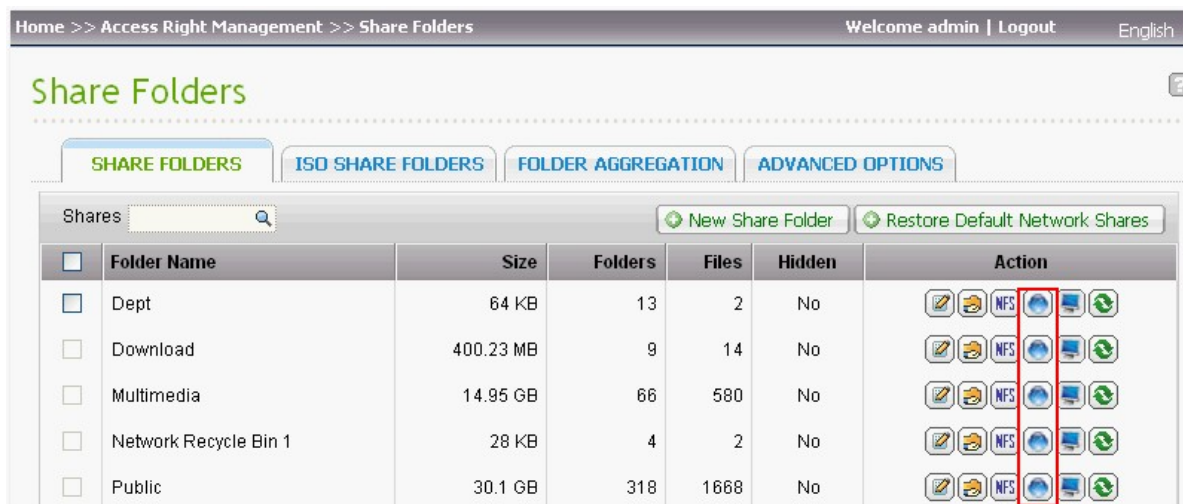 Home >> Access Right Management >> Share Folders Welcome admin | Logout English
Share Folders
SHARE FOLDERS ISO SHARE FOLDERS FOLDER AGGREGATION ADVANCED OPTIONS
Shares New Share Folder Restore Default Network Shares
Folder Name Size Folders Files Hidden Action
Dept 64 KB 13 2 No NFS
Download 400.23 MB 9 14 No NFS
Multimedia 14.95 GB 66 580 No NFS
Network Recycle Bin 1 28 KB 4 2 No NFS
Public 30.1 GB 318 1668 No NFS